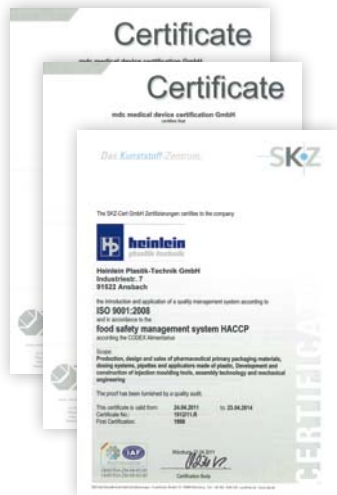 Certificate
mdc medical device certification GmbH
Certificate
mdc medical device certification GmbH
certifies that
Das Kunststoff-Zentrum.
SKZ
The SKZ-Cert GmbH Zertifizierungen certifies to the company
Hp heinlein
plastik-technik
Heinlein Plastik-Technik GmbH
Industriestr. 7
91522 Ansbach
the introduction and application of a quality management system according to
ISO 9001:2008
and in accordance to the
food safety management system HACCP
according the CODEX Alimentarius
Scope:
Production, design and sales of pharmaceutical primary packaging materials,
dosing systems, pipettes and applicators made of plastic, Development and
construction of injection moulding tools, assembly technology and mechanical
engineering
The proof has been furnished by a quality audit.
This certificate is valid from: 24.04.2011 to: 23.04.2014
Certificate No.:
First Certification: 1998
IAF
Certification Body
CERTIFICA